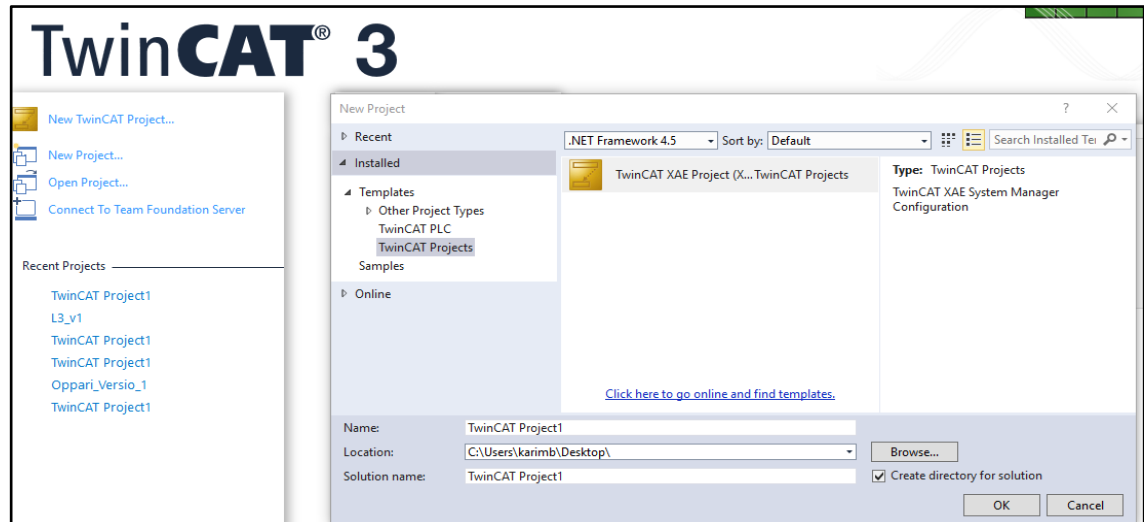 TwinCAT® 3
New TwinCAT Project...
New Project...
Open Project...
Connect To Team Foundation Server
Recent Projects
TwinCAT Project1
L3_v1
TwinCAT Project1
TwinCAT Project1
Oppari_Versio_1
TwinCAT Project1
New Project
?
Recent
Installed
Templates
Other Project Types
TwinCAT PLC
TwinCAT Projects
Samples
Online
.NET Framework 4.5 Sort by: Default Search Installed Te
TwinCAT XAE Project (X... TwinCAT Projects
Click here to go online and find templates.
Type: TwinCAT Projects
TwinCAT XAE System Manager
Configuration
Name: TwinCAT Project1
Location: C:\Users\karimb\Desktop\ Browse...
Solution name: TwinCAT Project1 Create directory for solution
OK Cancel